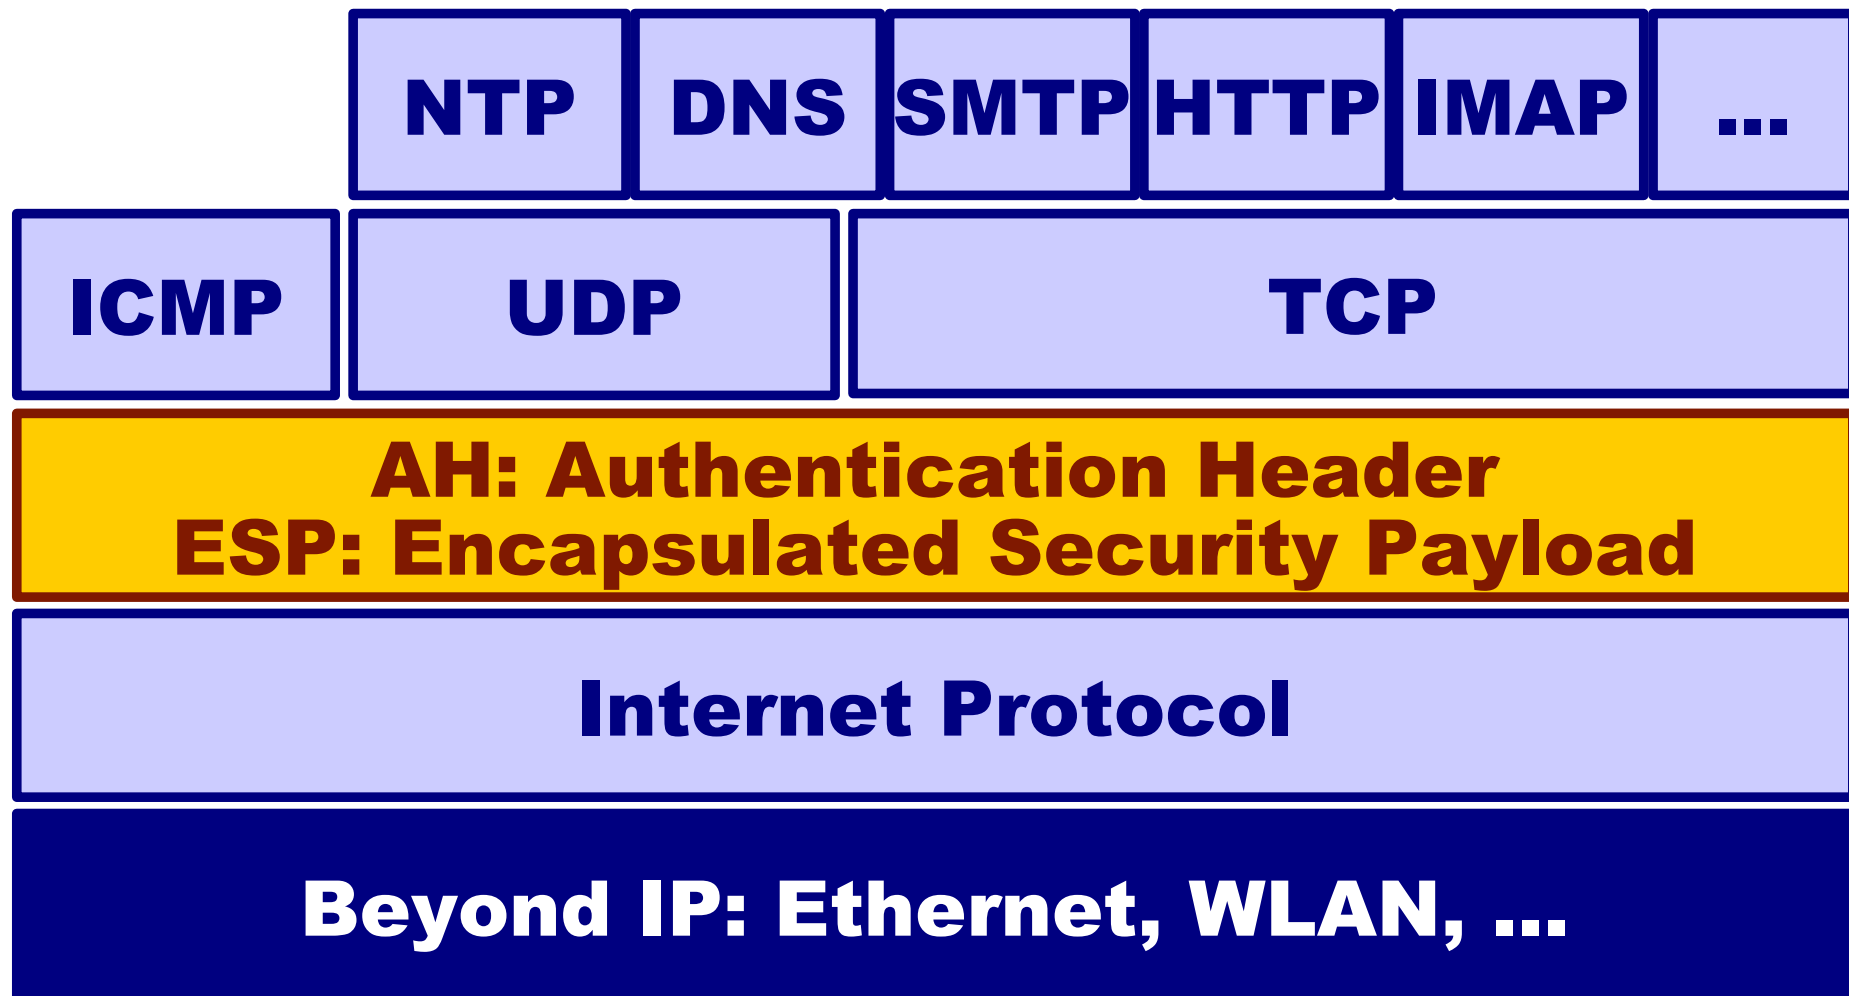 NTP DNS SMTP HTTP IMAP ...
ICMP UDP TCP
AH: Authentication Header
ESP: Encapsulated Security Payload
Internet Protocol
Beyond IP: Ethernet, WLAN, ...